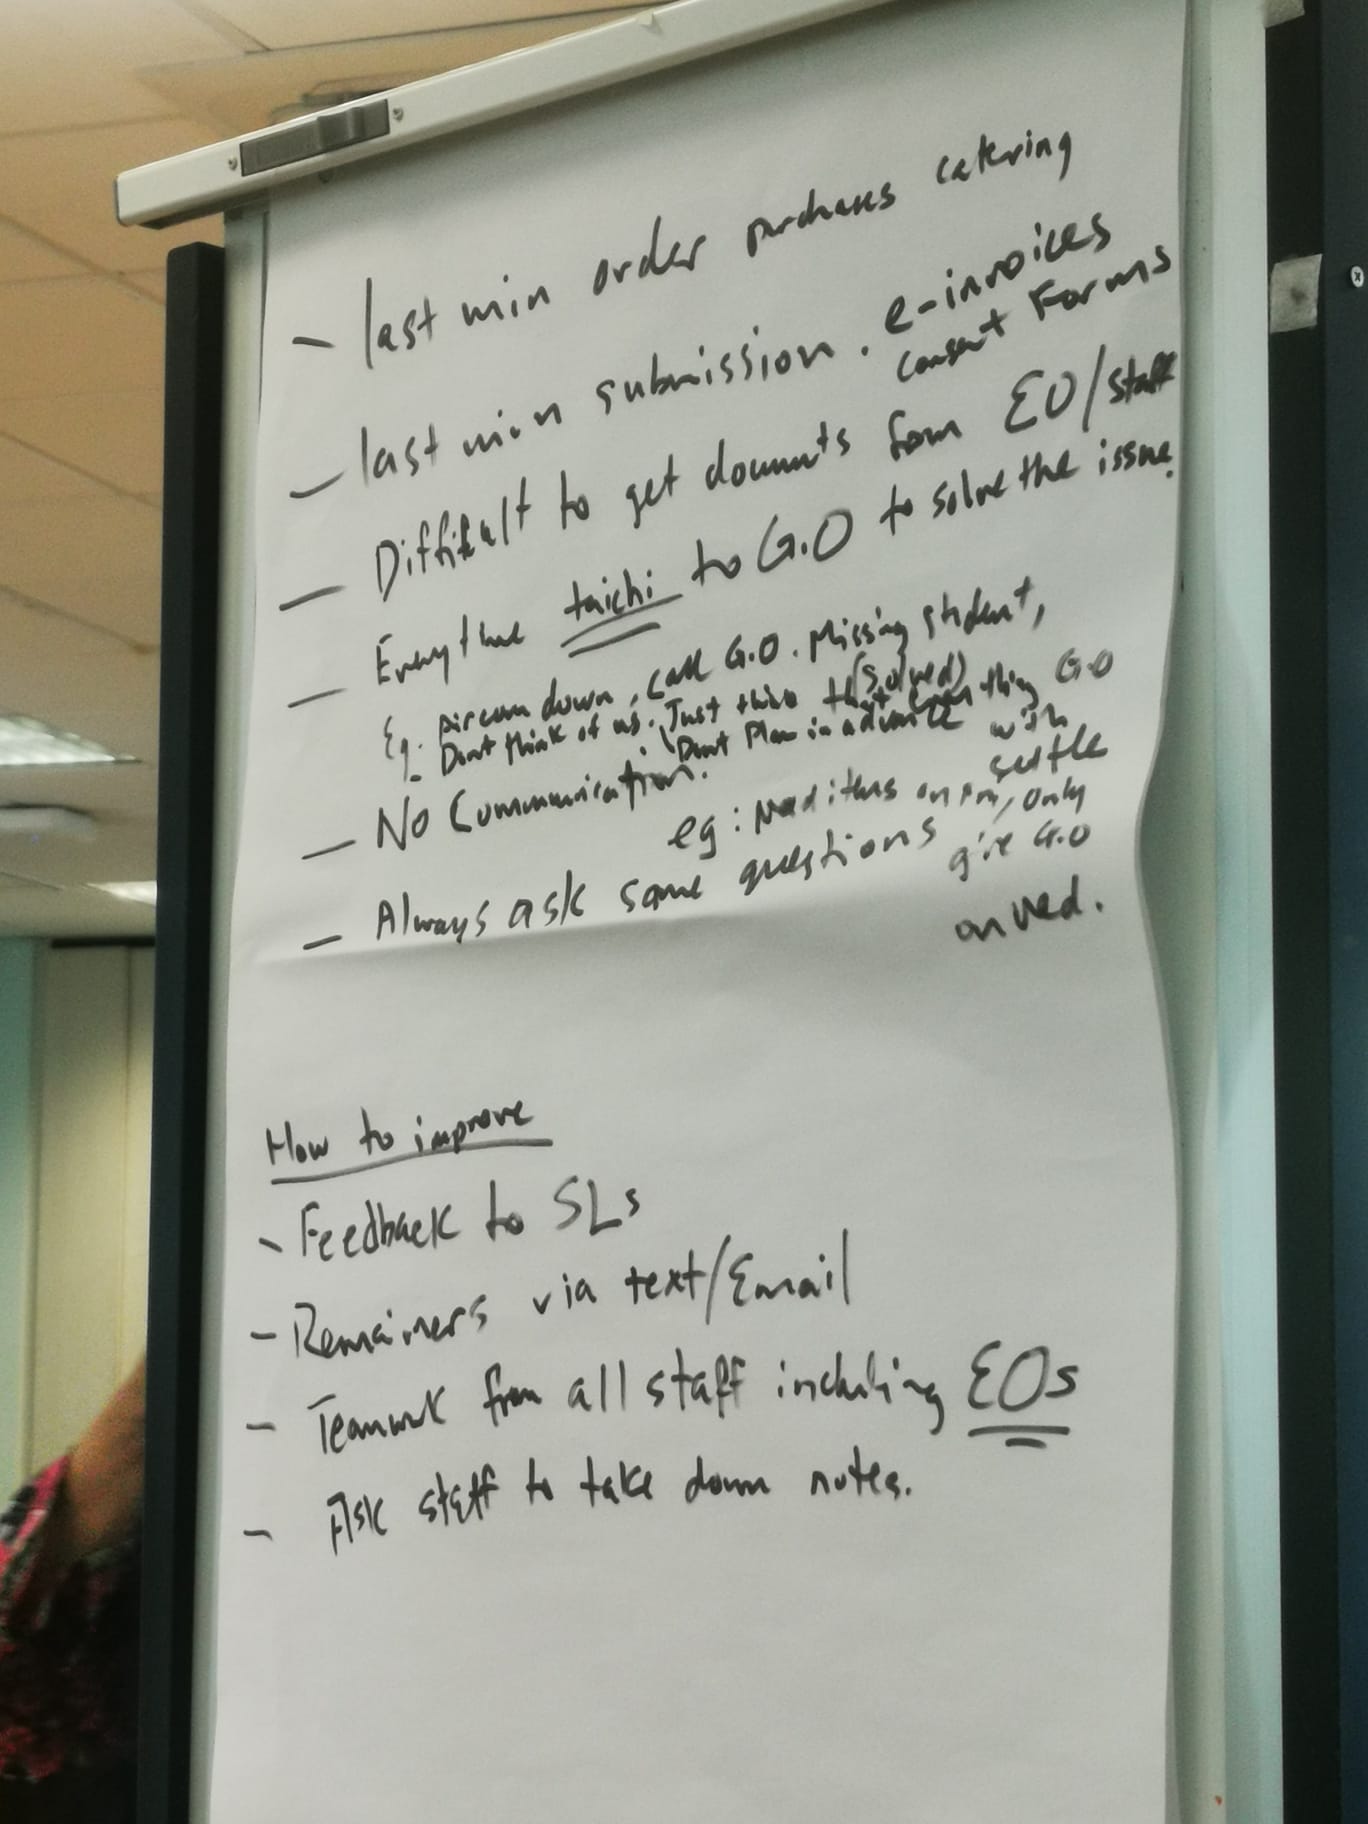 - last min order purchases catering
- last min submission. e-invoices
consent Forms
- Difficult to get documents from EO/staff
- Everytime taichi to G.O to solve the issue.
Eg. Aircon down, call G.O. Missing student,
(solved)
- Dont think of us. Just think that everything G.O
settle
- No Communication. Dont Plan in advance with
eg: need items on Fri, only
give G.O
on Wed.
- Always ask same questions
How to improve
- Feedback to SLs
- Remainers via text/Email
- Teamwork from all staff including EOs
- Ask staff to take down notes.